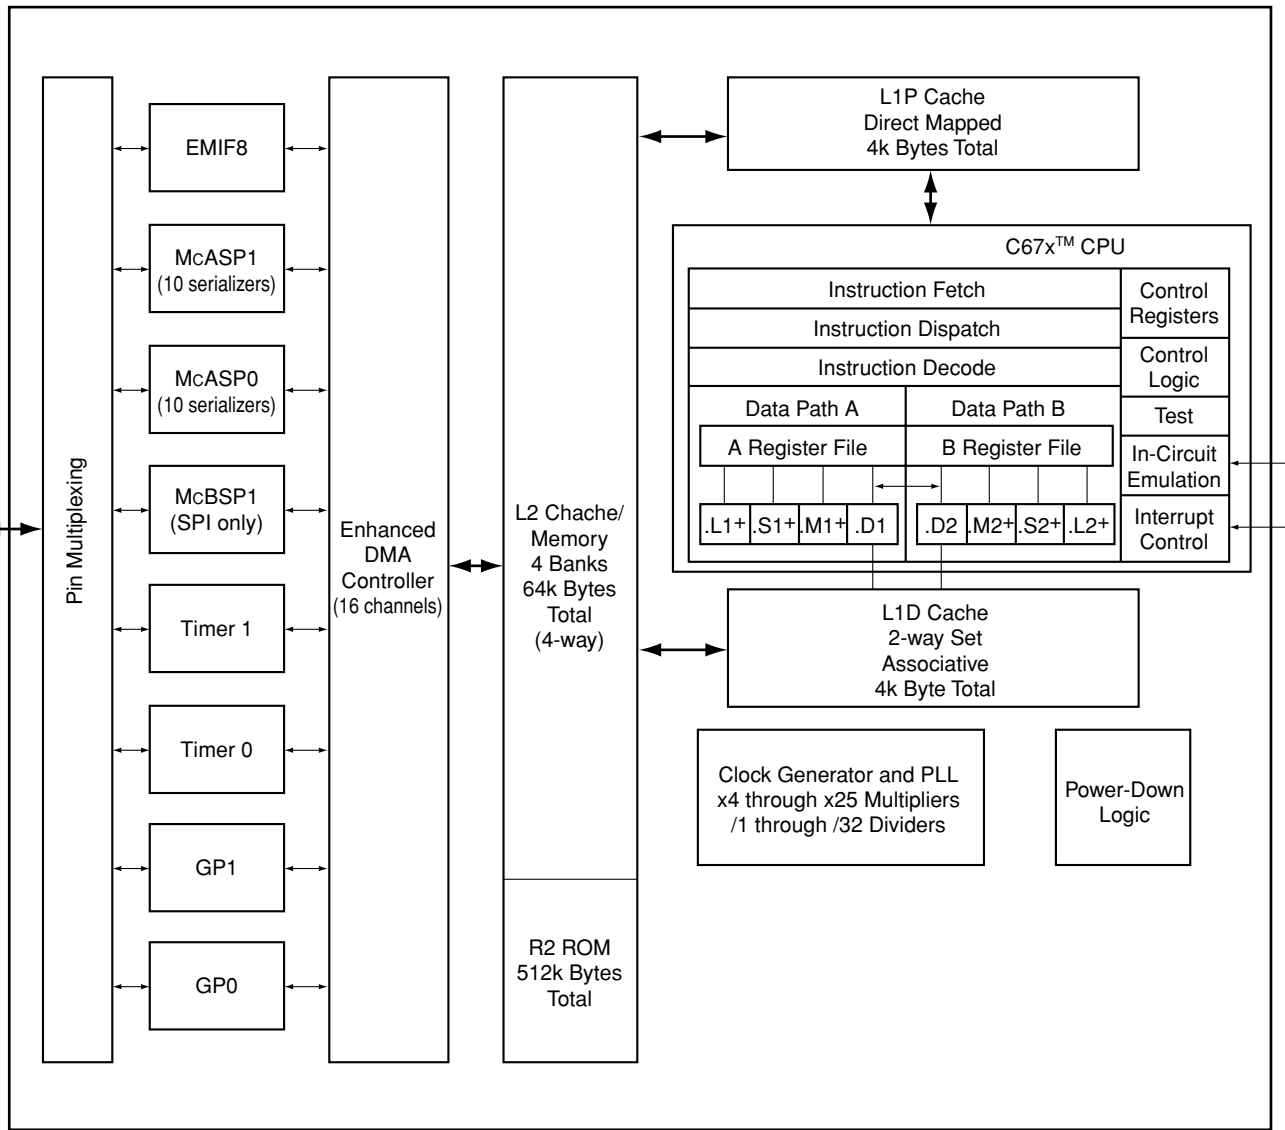 Pin Multiplexing
EMIF8
McASP1
(10 serializers)
McASP0
(10 serializers)
McBSP1
(SPI only)
Timer 1
Timer 0
GP1
GP0
Enhanced
DMA
Controller
(16 channels)
L2 Chache/
Memory
4 Banks
64k Bytes
Total
(4-way)
R2 ROM
512k Bytes
Total
L1P Cache
Direct Mapped
4k Bytes Total
C67x™ CPU
Instruction Fetch
Instruction Dispatch
Instruction Decode
Data Path A
Data Path B
A Register File
B Register File
.L1+ .S1+ .M1+ .D1
.D2 .M2+ .S2+ .L2+
Control
Registers
Control
Logic
Test
In-Circuit
Emulation
Interrupt
Control
L1D Cache
2-way Set
Associative
4k Byte Total
Clock Generator and PLL
x4 through x25 Multipliers
/1 through /32 Dividers
Power-Down
Logic